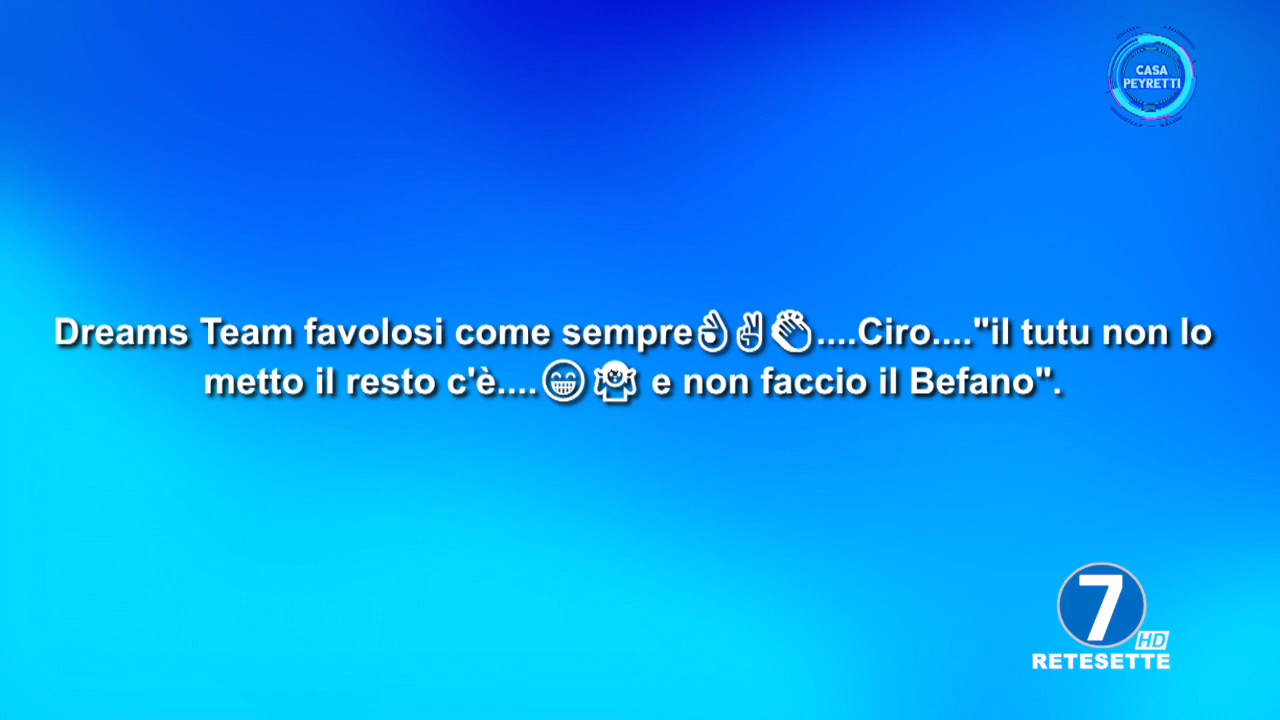 CASA
PEYRETTI
Dreams Team favolosi come sempre👌✌👏....Ciro...."il tutu non lo
metto il resto c'è....😁🧚 e non faccio il Befano".
7
HD
RETESETTE